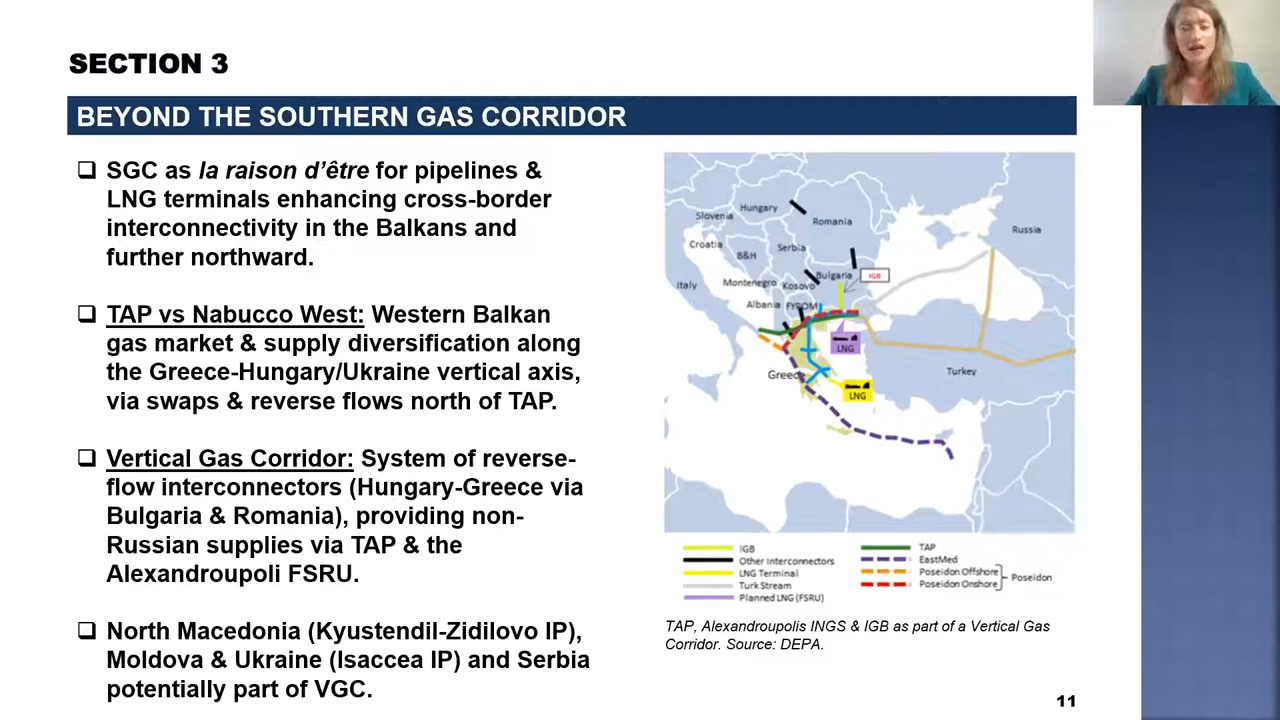 SECTION 3
BEYOND THE SOUTHERN GAS CORRIDOR
❑ SGC as la raison d'être for pipelines &
LNG terminals enhancing cross-border
interconnectivity in the Balkans and
further northward.
❑ TAP vs Nabucco West: Western Balkan
gas market & supply diversification along
the Greece-Hungary/Ukraine vertical axis,
via swaps & reverse flows north of TAP.
❑ Vertical Gas Corridor: System of reverse-
flow interconnectors (Hungary-Greece via
Bulgaria & Romania), providing non-
Russian supplies via TAP & the
Alexandroupoli FSRU.
❑ North Macedonia (Kyustendil-Zidilovo IP),
Moldova & Ukraine (Isaccea IP) and Serbia
potentially part of VGC.
Hungary
Slovenia
Romania
Russia
Croatia
Serbia
B&H
Bulgaria
IGB
Montenegro
Kosovo
Italy
Albania
FYROM
LNG
Turkey
Greece
LNG
IGB
Other Interconnectors
LNG Terminal
Turk Stream
Planned LNG (FSRU)
TAP
EastMed
Poseidon Offshore
Poseidon Onshore
Poseidon
TAP, Alexandroupolis INGS & IGB as part of a Vertical Gas
Corridor. Source: DEPA.
11